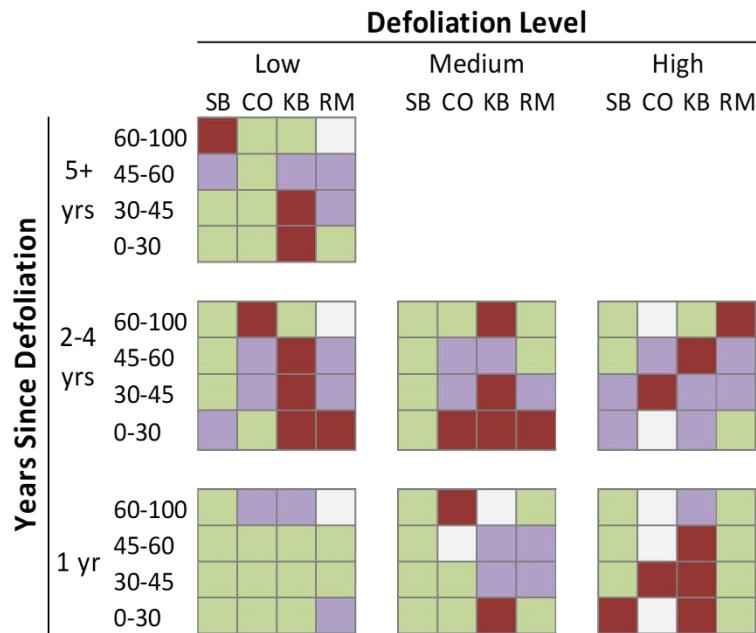 Defoliation Level
Low Medium High
SB CO KB RM SB CO KB RM SB CO KB RM
Years Since Defoliation
5+ yrs
60-100
45-60
30-45
0-30
2-4 yrs
60-100
45-60
30-45
0-30
1 yr
60-100
45-60
30-45
0-30